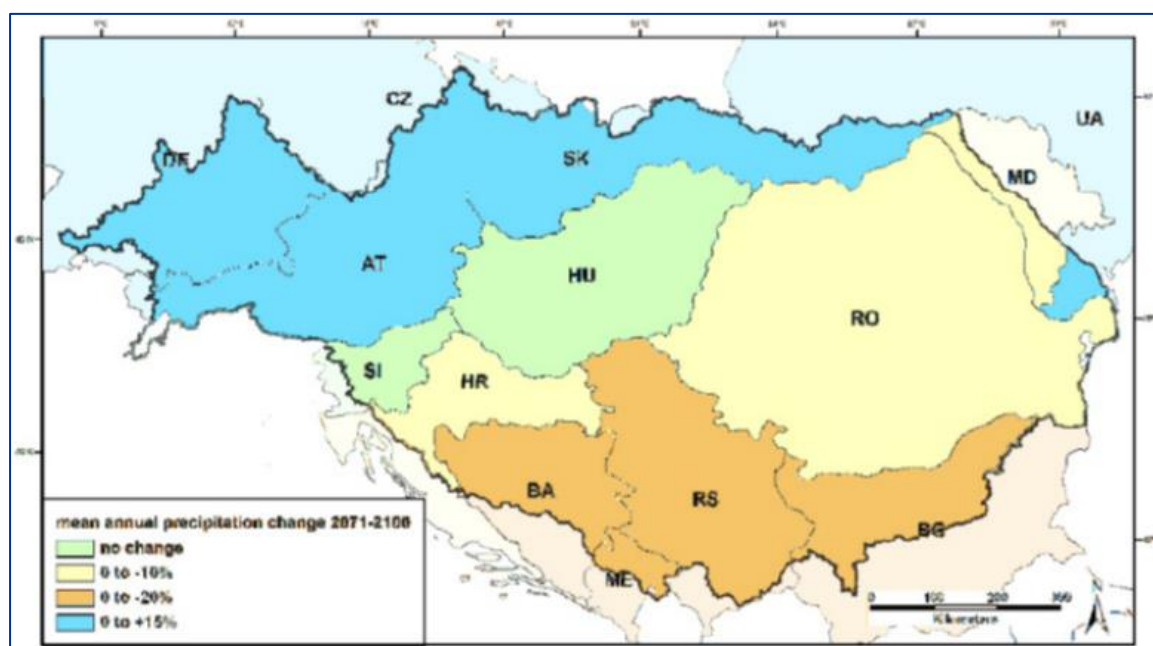 CZ
UA
DE
SK
MD
AT
HU
RO
SI
HR
BA
RS
BG
ME
mean annual precipitation change 2071-2100
no change
0 to -10%
0 to -20%
0 to +15%
N
0 100 200 300
Kilometers